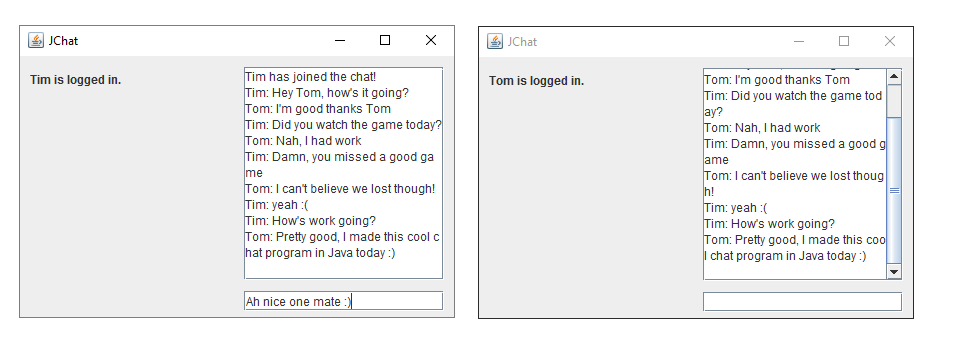 JChat
Tim is logged in.
Tim has joined the chat!
Tim: Hey Tom, how's it going?
Tom: I'm good thanks Tom
Tim: Did you watch the game today?
Tom: Nah, I had work
Tim: Damn, you missed a good ga
me
Tom: I can't believe we lost though!
Tim: yeah :(
Tim: How's work going?
Tom: Pretty good, I made this cool c
hat program in Java today :)
Ah nice one mate :)
JChat
Tom is logged in.
Tom: I'm good thanks Tom
Tim: Did you watch the game tod
ay?
Tom: Nah, I had work
Tim: Damn, you missed a good g
ame
Tom: I can't believe we lost thoug
h!
Tim: yeah :(
Tim: How's work going?
Tom: Pretty good, I made this coo
l chat program in Java today :)